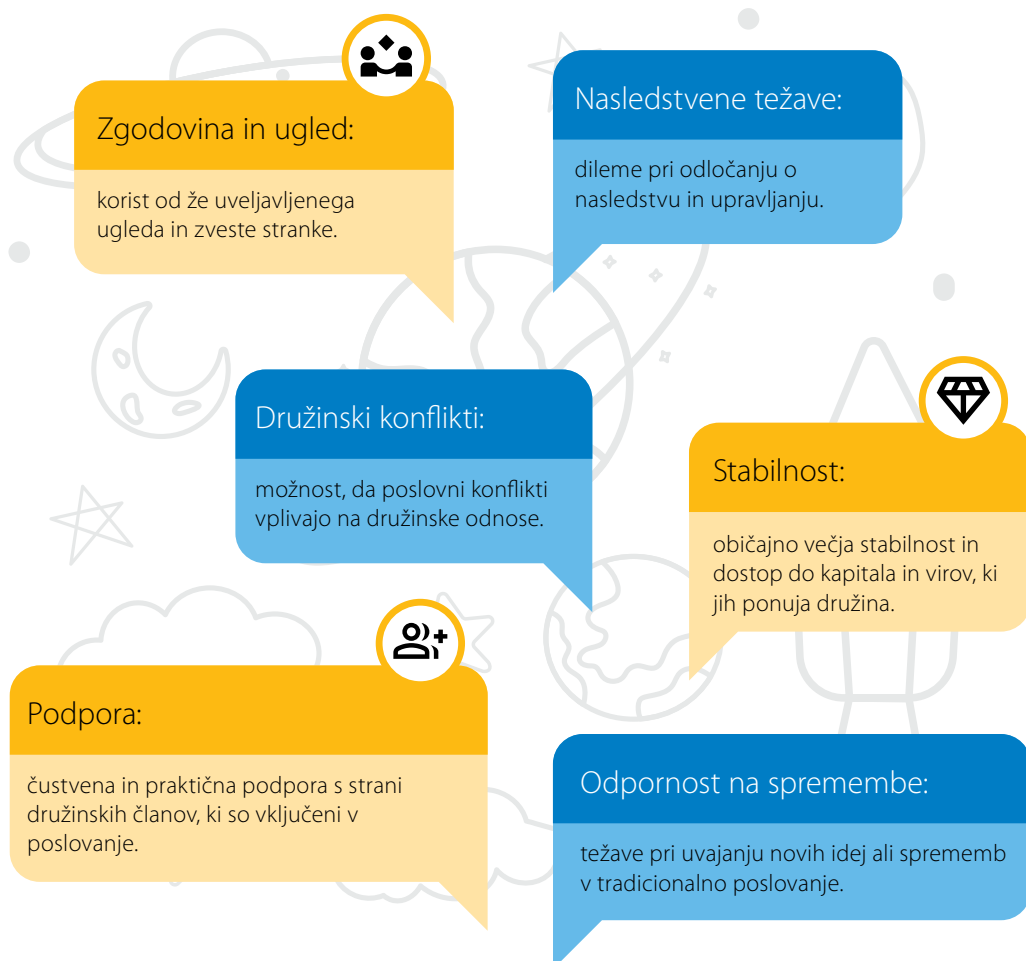 Zgodovina in ugled:
korist od že uveljavljenega
ugleda in zveste stranke.
Nasledstvene težave:
dileme pri odločanju o
nasledstvu in upravljanju.
Družinski konflikti:
možnost, da poslovni konflikti
vplivajo na družinske odnose.
Stabilnost:
običajno večja stabilnost in
dostop do kapitala in virov, ki
jih ponuja družina.
Podpora:
čustvena in praktična podpora s strani
družinskih članov, ki so vključeni v
poslovanje.
Odpornost na spremembe:
težave pri uvajanju novih idej ali sprememb
v tradicionalno poslovanje.